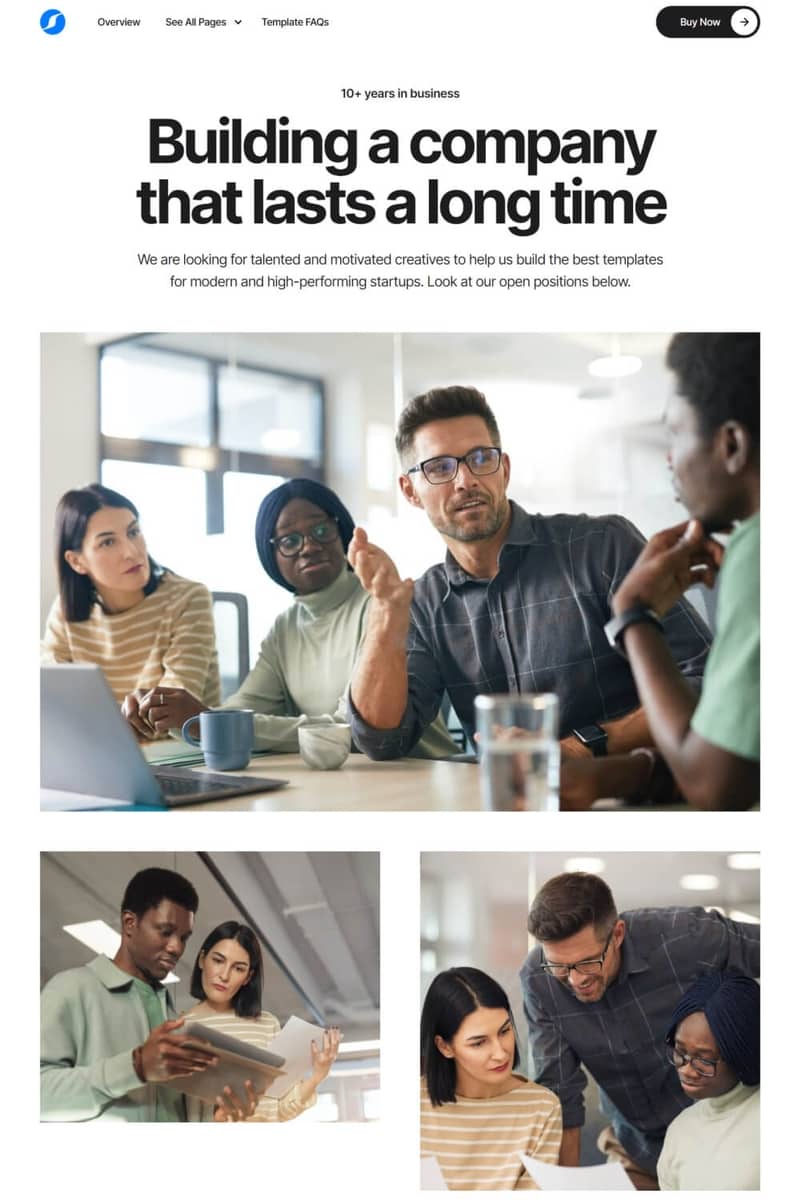 Overview
See All Pages
Template FAQs
Buy Now
10+ years in business
Building a company
that lasts a long time
We are looking for talented and motivated creatives to help us build the best templates
for modern and high-performing startups. Look at our open positions below.